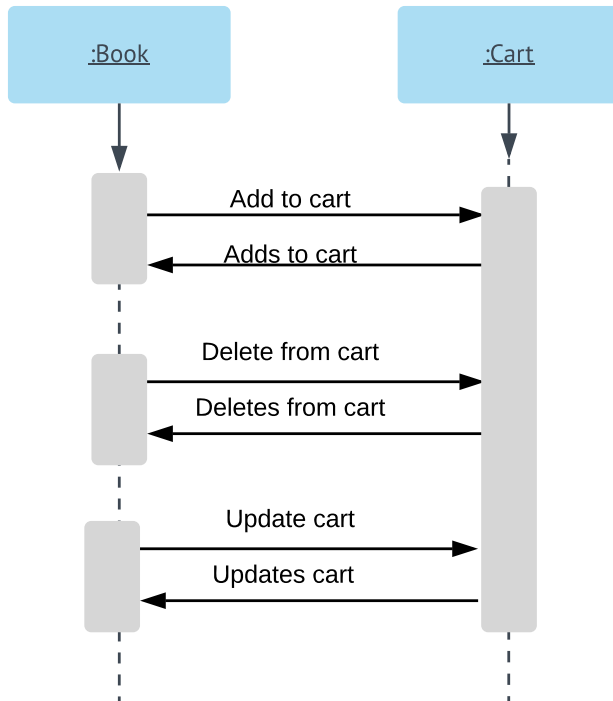 :Book
:Cart
Add to cart
Adds to cart
Delete from cart
Deletes from cart
Update cart
Updates cart